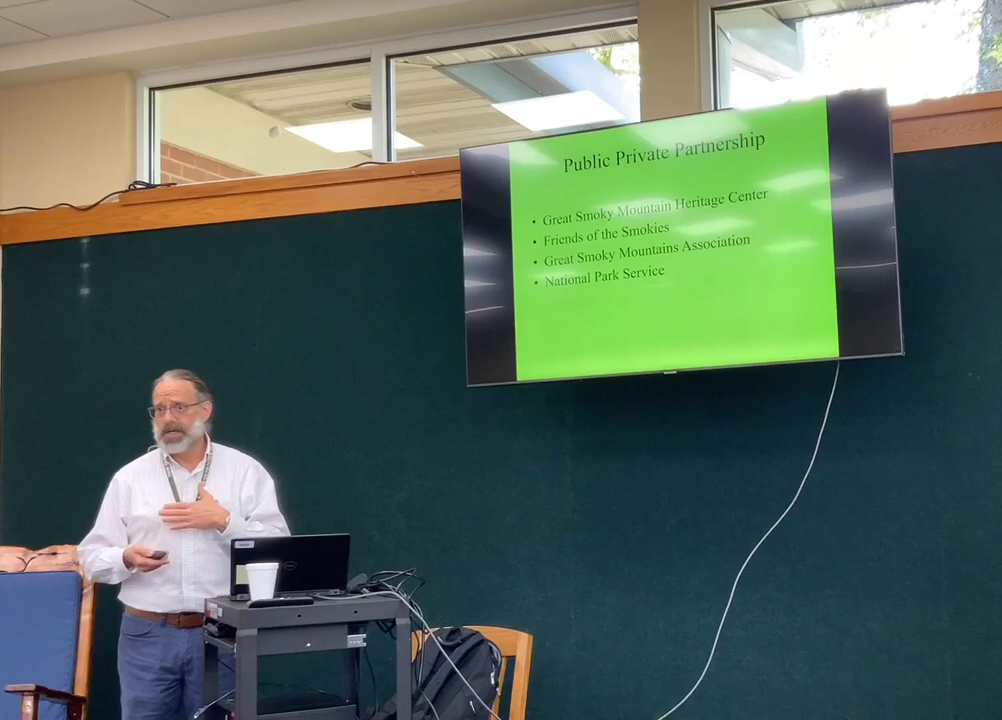 Public Private Partnership
• Great Smoky Mountain Heritage Center
• Friends of the Smokies
• Great Smoky Mountains Association
• National Park Service